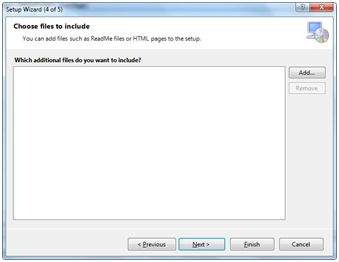 Setup Wizard (4 of 5)
Choose files to include
You can add files such as ReadMe files or HTML pages to the setup.
Which additional files do you want to include?
Add...
Remove
< Previous
Next >
Finish
Cancel